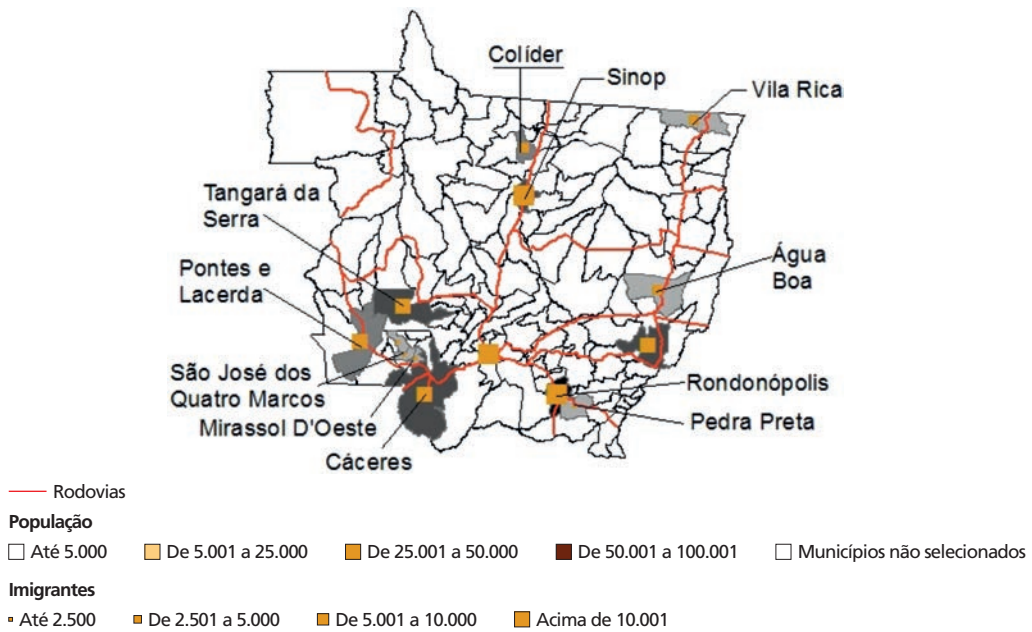 Colíder
Sinop
Vila Rica
Tangará da
Serra
Pontes e
Lacerda
Água
Boa
São José dos
Quatro Marcos
Mirassol D'Oeste
Cáceres
Rondonópolis
Pedra Preta
Rodovias
População
Até 5.000 De 5.001 a 25.000 De 25.001 a 50.000 De 50.001 a 100.001 Municípios não selecionados
Imigrantes
Até 2.500 De 2.501 a 5.000 De 5.001 a 10.000 Acima de 10.001